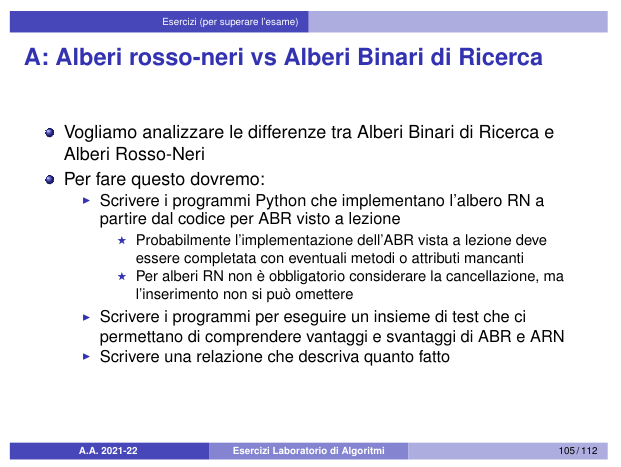 Esercizi (per superare l'esame)
A: Alberi rosso-neri vs Alberi Binari di Ricerca
Vogliamo analizzare le differenze tra Alberi Binari di Ricerca e
Alberi Rosso-Neri
Per fare questo dovremo:
Scrivere i programmi Python che implementano l'albero RN a
partire dal codice per ABR visto a lezione
Probabilmente l'implementazione dell'ABR vista a lezione deve
essere completata con eventuali metodi o attributi mancanti
Per alberi RN non è obbligatorio considerare la cancellazione, ma
l'inserimento non si può omettere
Scrivere i programmi per eseguire un insieme di test che ci
permettano di comprendere vantaggi e svantaggi di ABR e ARN
Scrivere una relazione che descriva quanto fatto
A.A. 2021-22 Esercizi Laboratorio di Algoritmi 105 / 112